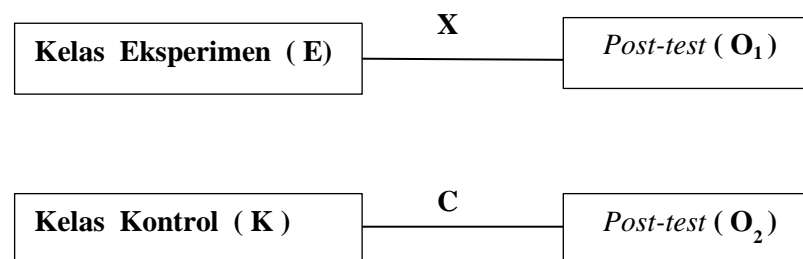 X
Kelas Eksperimen ( E) Post-test ( O₁ )
C
Kelas Kontrol ( K ) Post-test ( O₂ )